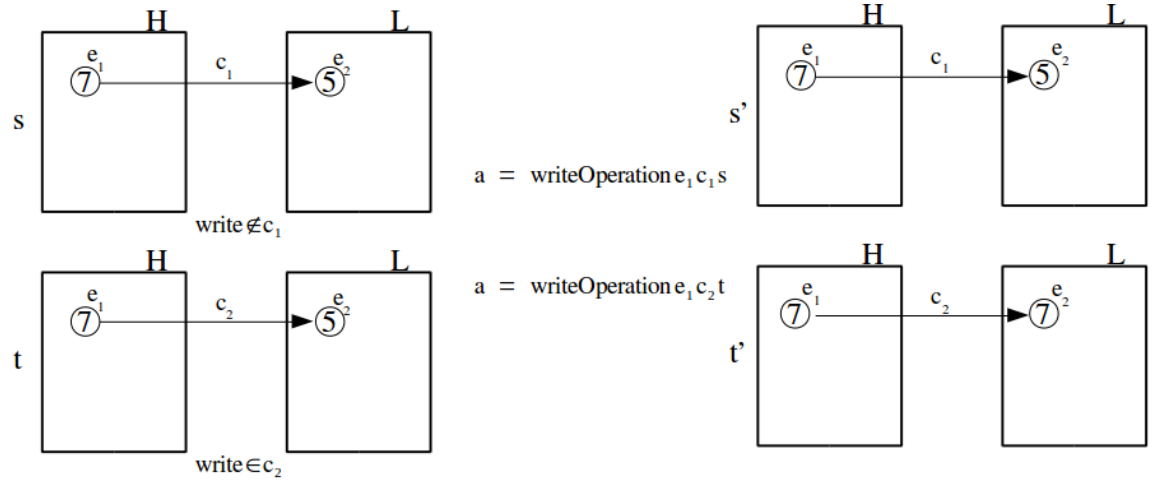 H L
e₁ e₂
7 c₁ 5
s
write ∉ c₁
H L
e₁ e₂
7 c₁ 5
s’
a = writeOperation e₁ c₁ s
H L
e₁ e₂
7 c₂ 5
t
write ∈ c₂
a = writeOperation e₁ c₂ t
H L
e₁ e₂
7 c₂ 7
t’